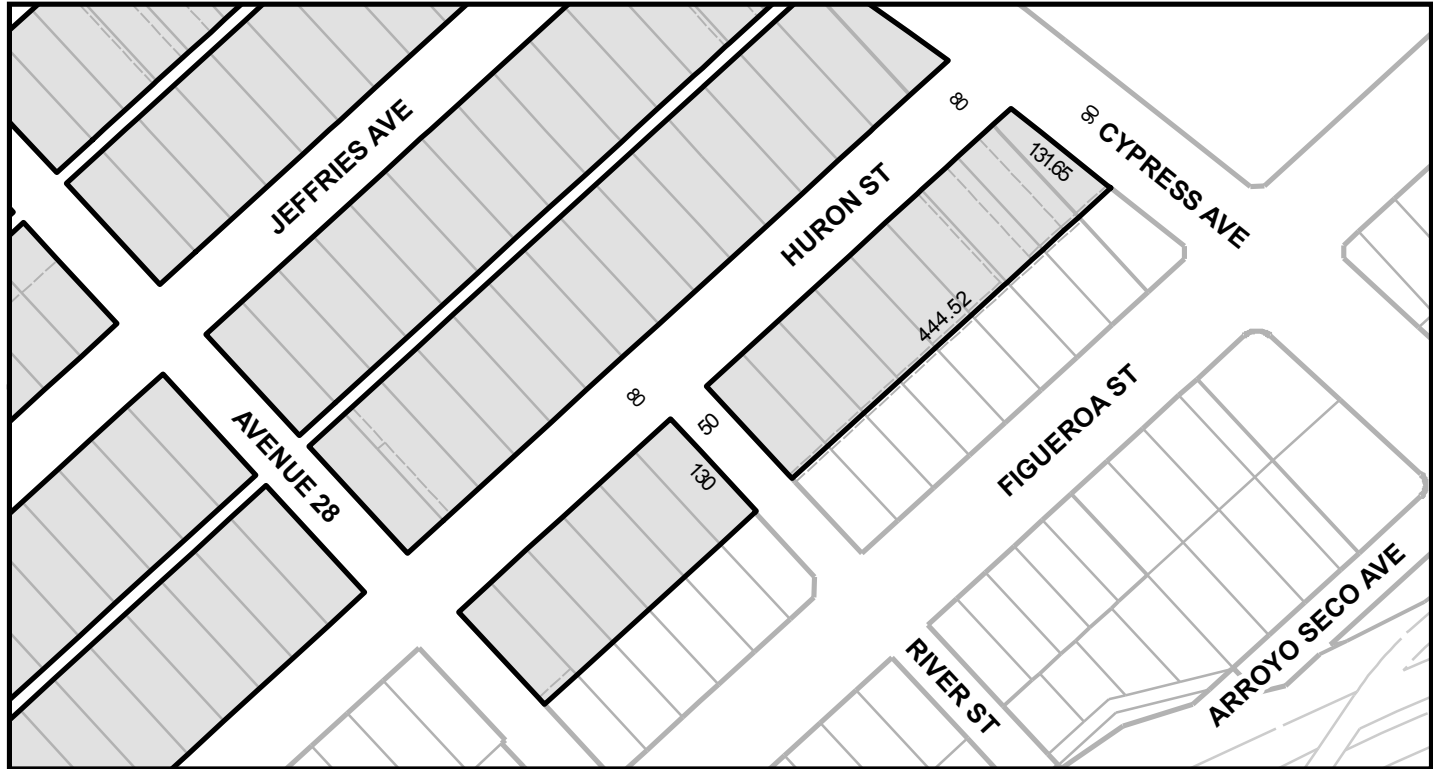 JEFFRIES AVE
80
90
CYPRESS AVE
131.65
HURON ST
444.52
80
50
FIGUEROA ST
AVENUE 28
130
RIVER ST
ARROYO SECO AVE